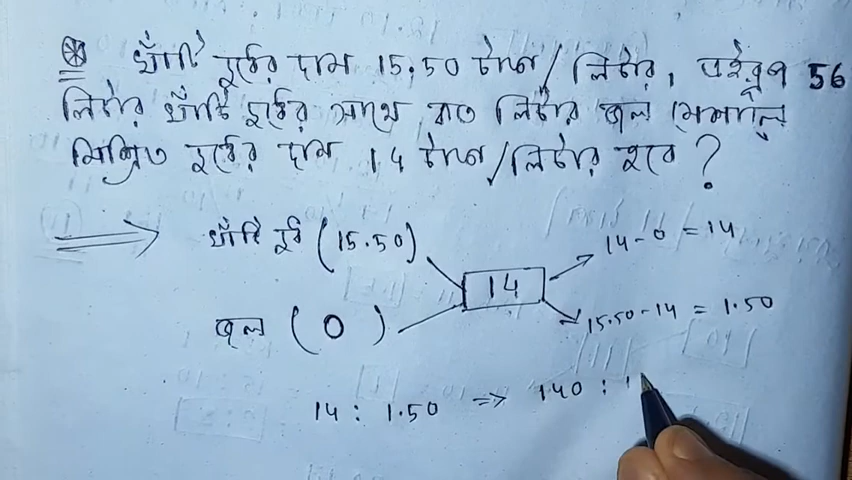 খাঁটি দুধের দাম 15.50 টাকা/লিটার, এইরূপ 56
লিটার খাঁটি দুধের সাথে কত লিটার জল মেশালে
মিশ্রিত দুধের দাম 14 টাকা/লিটার হবে?
খাঁটি দুধ (15.50)
14
14-0 = 14
জল (0)
15.50-14 = 1.50
14 : 1.50 => 140 :